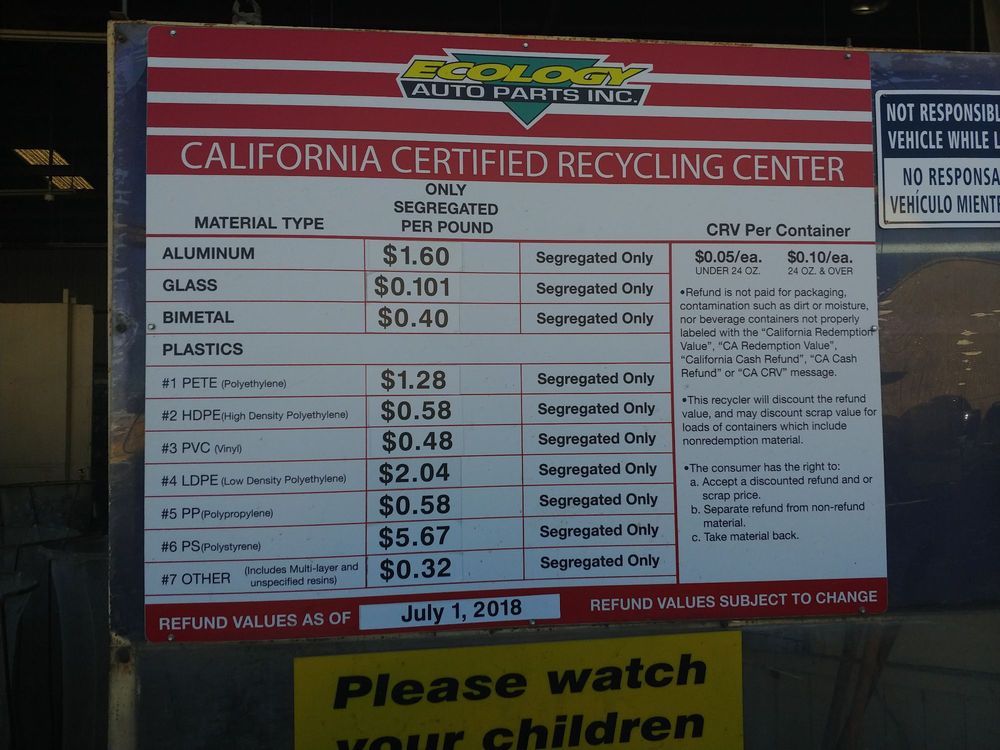 ECOLOGY
AUTO PARTS INC.
CALIFORNIA CERTIFIED RECYCLING CENTER
MATERIAL TYPE
ONLY
SEGREGATED
PER POUND
CRV Per Container
ALUMINUM $1.60 Segregated Only
GLASS $0.101 Segregated Only
BIMETAL $0.40 Segregated Only
PLASTICS
#1 PETE (Polyethylene) $1.28 Segregated Only
#2 HDPE(High Density Polyethylene) $0.58 Segregated Only
#3 PVC (Vinyl) $0.48 Segregated Only
#4 LDPE (Low Density Polyethylene) $2.04 Segregated Only
#5 PP(Polypropylene) $0.58 Segregated Only
#6 PS(Polystyrene) $5.67 Segregated Only
#7 OTHER (Includes Multi-layer and
unspecified resins) $0.32 Segregated Only
$0.05/ea. $0.10/ea.
UNDER 24 OZ. 24 OZ. & OVER
•Refund is not paid for packaging,
contamination such as dirt or moisture,
nor beverage containers not properly
labeled with the “California Redemption
Value”, “CA Redemption Value”,
“California Cash Refund”, “CA Cash
Refund” or “CA CRV” message.
•This recycler will discount the refund
value, and may discount scrap value for
loads of containers which include
nonredemption material.
•The consumer has the right to:
a. Accept a discounted refund and or
scrap price.
b. Separate refund from non-refund
material.
c. Take material back.
REFUND VALUES AS OF July 1, 2018 REFUND VALUES SUBJECT TO CHANGE
NOT RESPONSIBL
VEHICLE WHILE L
NO RESPONSA
VEHÍCULO MIENTE
Please watch
your children